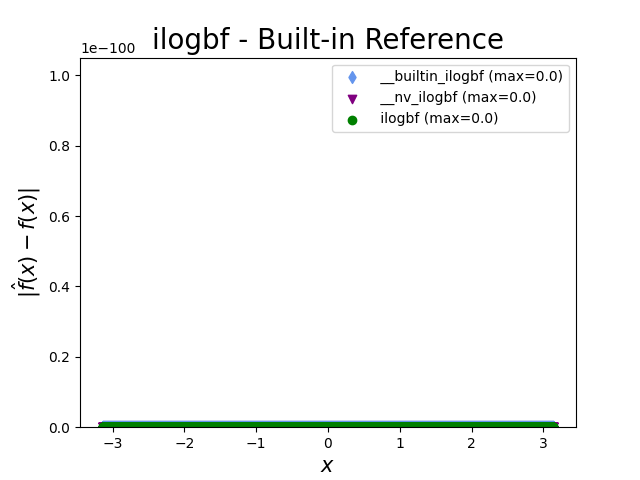 ilogbf - Built-in Reference
1e−100
1.0
0.8
0.6
0.4
0.2
0.0
|f̂(x) − f(x)|
__builtin_ilogbf (max=0.0)
__nv_ilogbf (max=0.0)
ilogbf (max=0.0)
−3 −2 −1 0 1 2 3
x